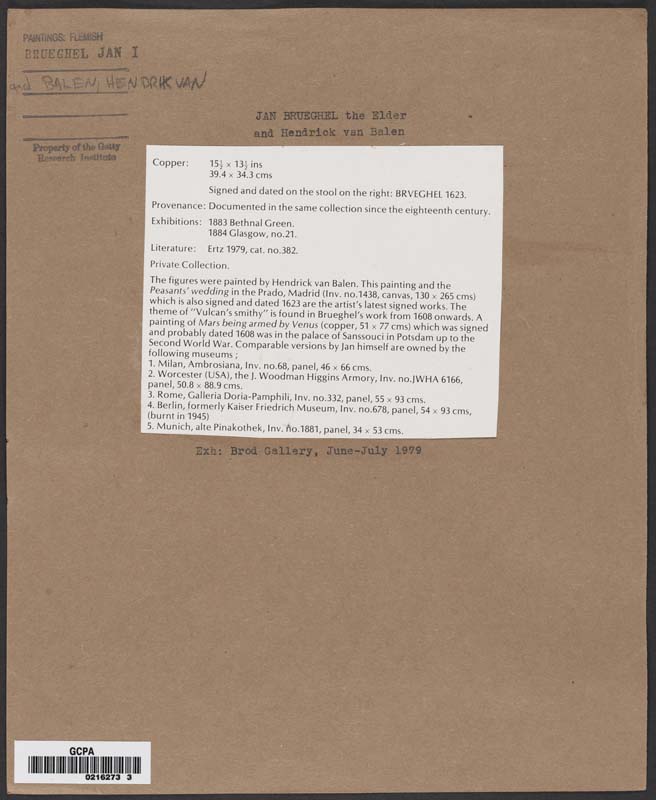 PAINTINGS: FLEMISH
BRUEGHEL JAN I
and BALEN, HENDRIK VAN
Property of the Getty
Research Institute
JAN BRUEGHEL the Elder
and Hendrick van Balen
Copper: 15½ × 13½ ins
39.4 × 34.3 cms
Signed and dated on the stool on the right: BRVEGHEL 1623.
Provenance: Documented in the same collection since the eighteenth century.
Exhibitions: 1883 Bethnal Green.
1884 Glasgow, no.21.
Literature: Ertz 1979, cat. no.382.
Private Collection.
The figures were painted by Hendrick van Balen. This painting and the
Peasants' wedding in the Prado, Madrid (Inv. no.1438, canvas, 130 × 265 cms)
which is also signed and dated 1623 are the artist's latest signed works. The
theme of "Vulcan's smithy" is found in Brueghel's work from 1608 onwards. A
painting of Mars being armed by Venus (copper, 51 × 77 cms) which was signed
and probably dated 1608 was in the palace of Sanssouci in Potsdam up to the
Second World War. Comparable versions by Jan himself are owned by the
following museums ;
1. Milan, Ambrosiana, Inv. no.68, panel, 46 × 66 cms.
2. Worcester (USA), the J. Woodman Higgins Armory, Inv. no.JWHA 6166,
panel, 50.8 × 88.9 cms.
3. Rome, Galleria Doria-Pamphili, Inv. no.332, panel, 55 × 93 cms.
4. Berlin, formerly Kaiser Friedrich Museum, Inv. no.678, panel, 54 × 93 cms,
(burnt in 1945)
5. Munich, alte Pinakothek, Inv. no.1881, panel, 34 × 53 cms.
Exh: Brod Gallery, June-July 1979
GCPA
0216273 3